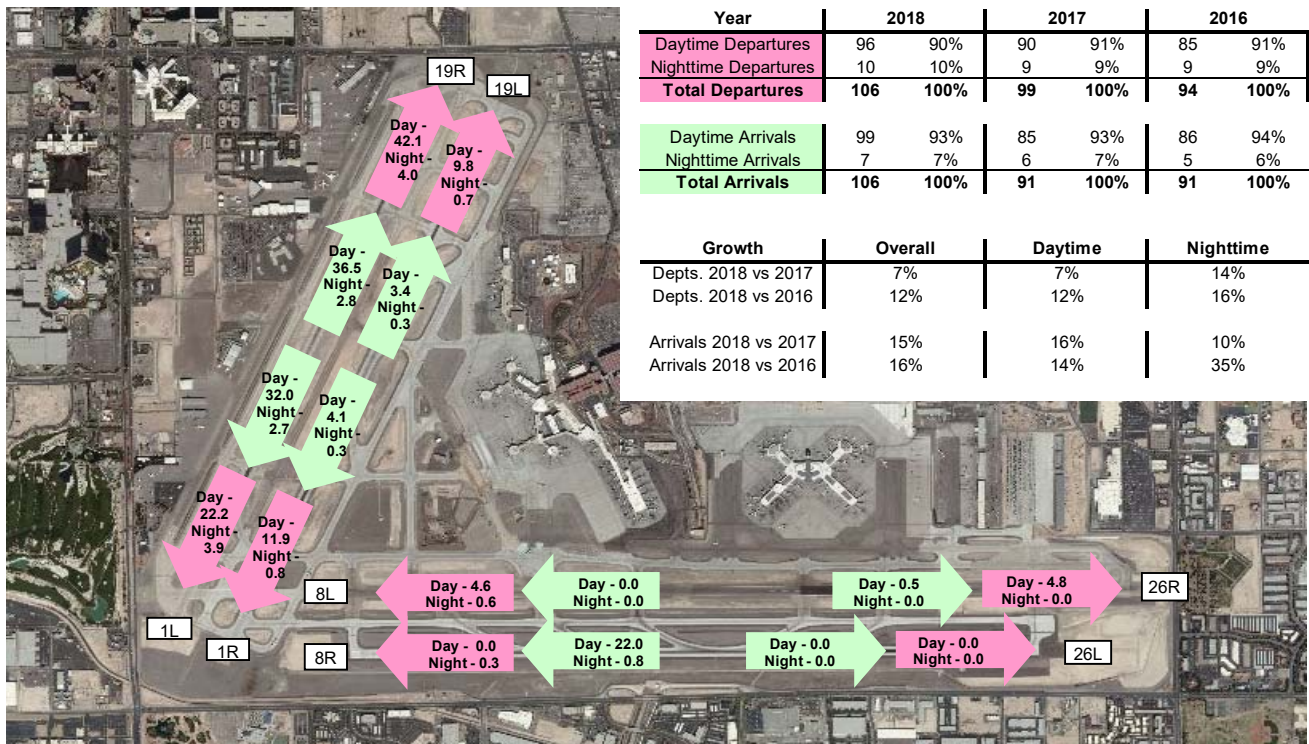 Year 2018 2017 2016
Daytime Departures 96 90% 90 91% 85 91%
Nighttime Departures 10 10% 9 9% 9 9%
Total Departures 106 100% 99 100% 94 100%
Daytime Arrivals 99 93% 85 93% 86 94%
Nighttime Arrivals 7 7% 6 7% 5 6%
Total Arrivals 106 100% 91 100% 91 100%
Growth Overall Daytime Nighttime
Depts. 2018 vs 2017 7% 7% 14%
Depts. 2018 vs 2016 12% 12% 16%
Arrivals 2018 vs 2017 15% 16% 10%
Arrivals 2018 vs 2016 16% 14% 35%
19R
19L
Day -
42.1
Night -
4.0
Day -
9.8
Night -
0.7
Day -
36.5
Night -
2.8
Day -
3.4
Night -
0.3
Day -
32.0
Night -
2.7
Day -
4.1
Night -
0.3
Day -
22.2
Night -
3.9
Day -
11.9
Night -
0.8
8L
Day - 4.6
Night - 0.6
Day - 0.0
Night - 0.0
Day - 0.5
Night - 0.0
Day - 4.8
Night - 0.0
26R
1L
1R
8R
Day - 0.0
Night - 0.3
Day - 22.0
Night - 0.8
Day - 0.0
Night - 0.0
Day - 0.0
Night - 0.0
26L